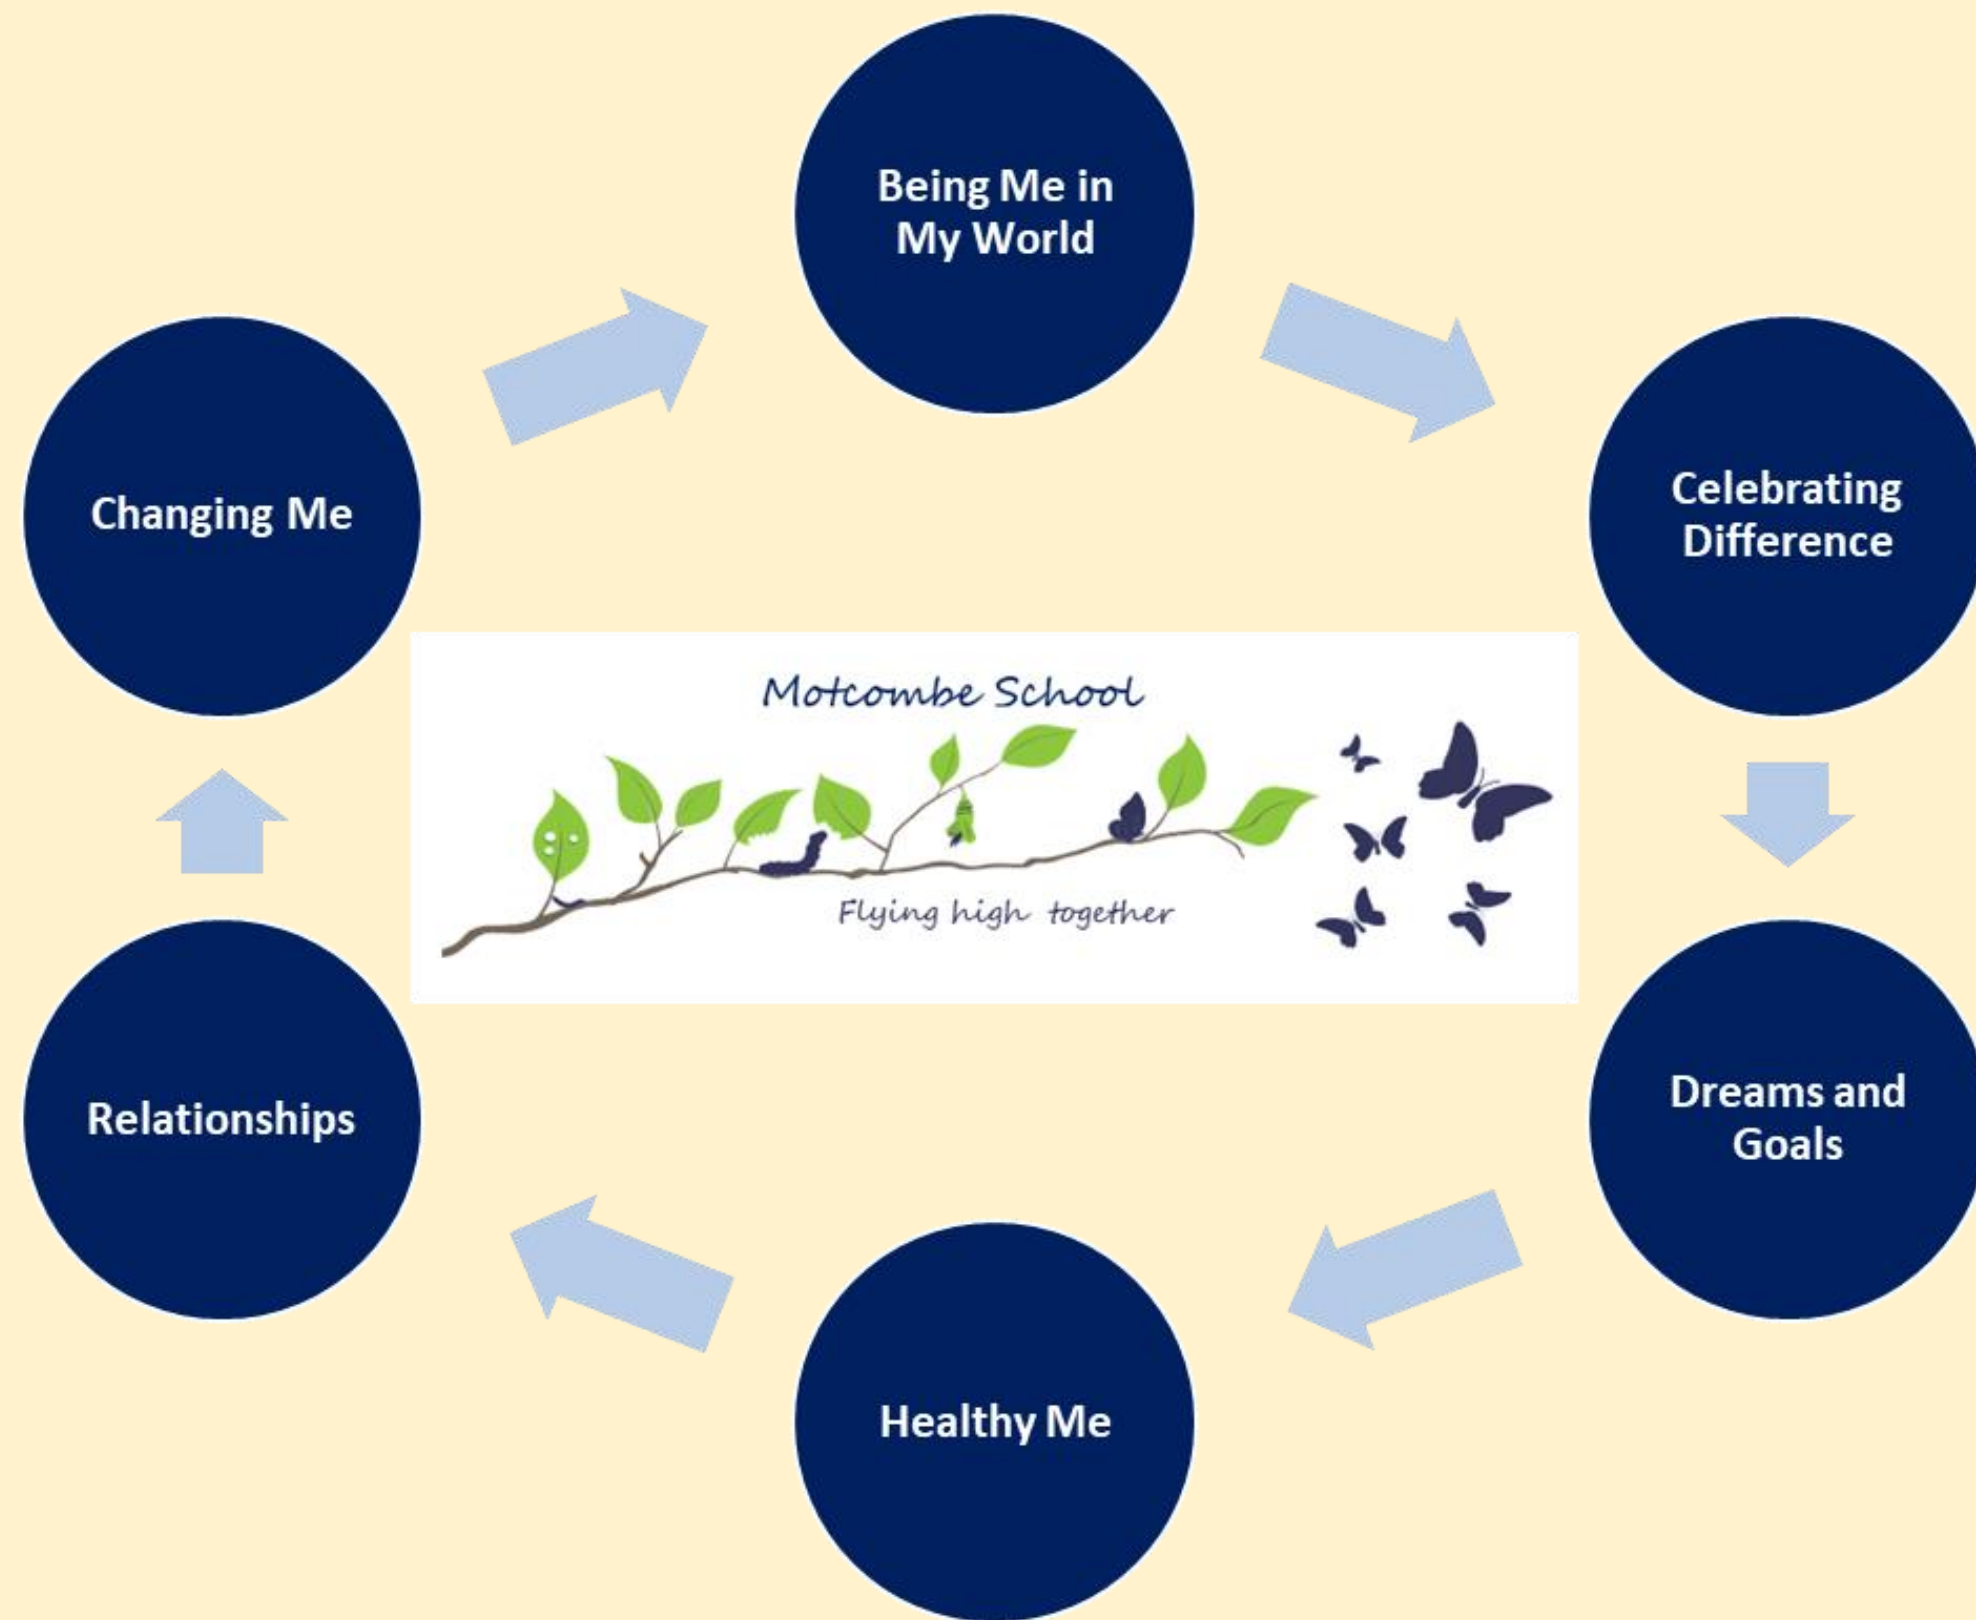 Being Me in
My World
Celebrating
Difference
Dreams and
Goals
Healthy Me
Relationships
Changing Me
Motcombe School
Flying high together